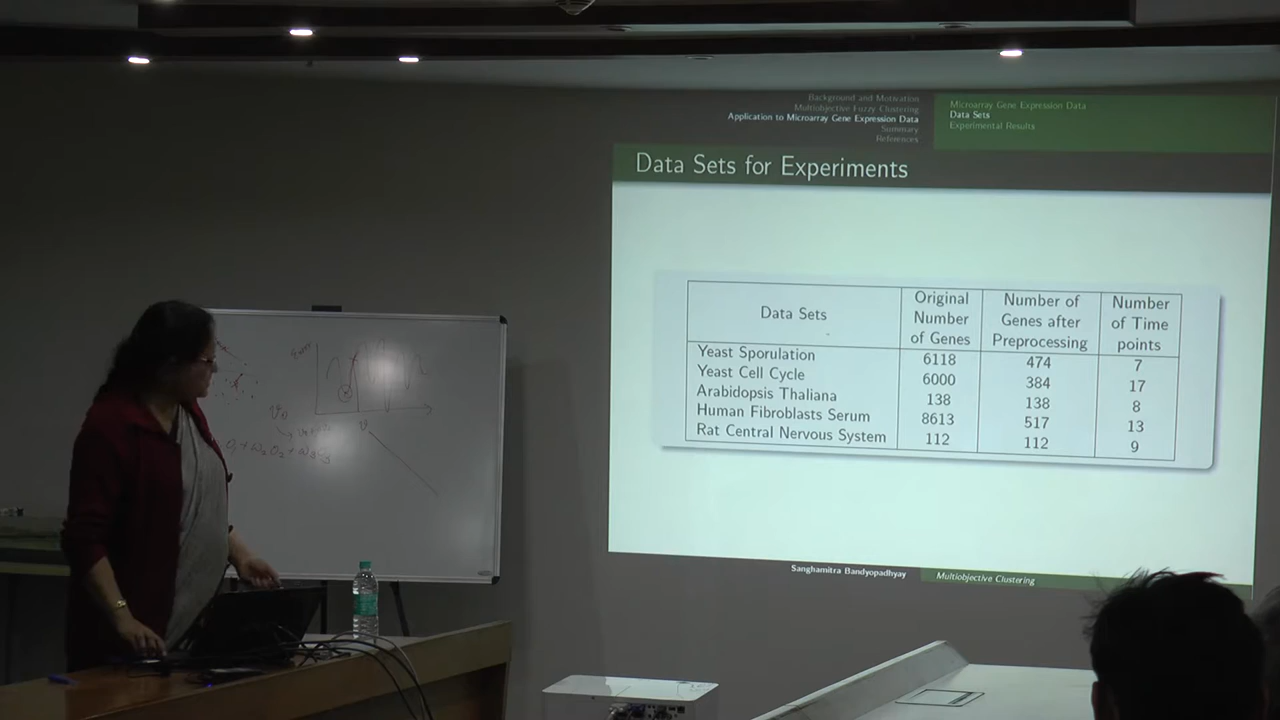 Background and Motivation
Multiobjective Fuzzy Clustering
Application to Microarray Gene Expression Data
Summary
References
Microarray Gene Expression Data
Data Sets
Experimental Results
Data Sets for Experiments
Data Sets Original Number of Genes Number of Genes after Preprocessing Number of Time points
Yeast Sporulation 6118 474 7
Yeast Cell Cycle 6000 384 17
Arabidopsis Thaliana 138 138 8
Human Fibroblasts Serum 8613 517 13
Rat Central Nervous System 112 112 9
Sanghamitra Bandyopadhyay Multiobjective Clustering